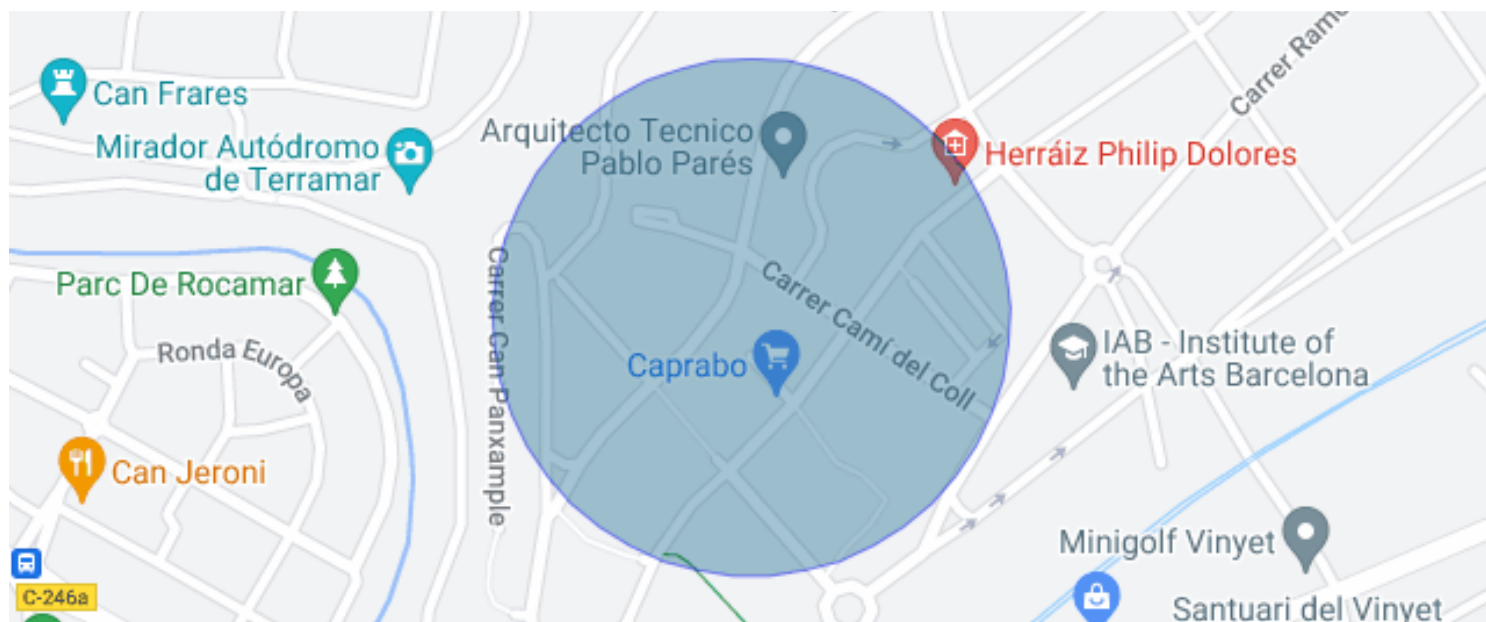 Can Frares
Mirador Autódromo
de Terramar
Arquitecto Tecnico
Pablo Parés
Herráiz Philip Dolores
Carrer Ramo
Parc De Rocamar
Ronda Europa
Carrer Can Panxample
Carrer Camí del Coll
Caprabo
IAB - Institute of
the Arts Barcelona
Can Jeroni
Minigolf Vinyet
C-246a
Santuari del Vinyet